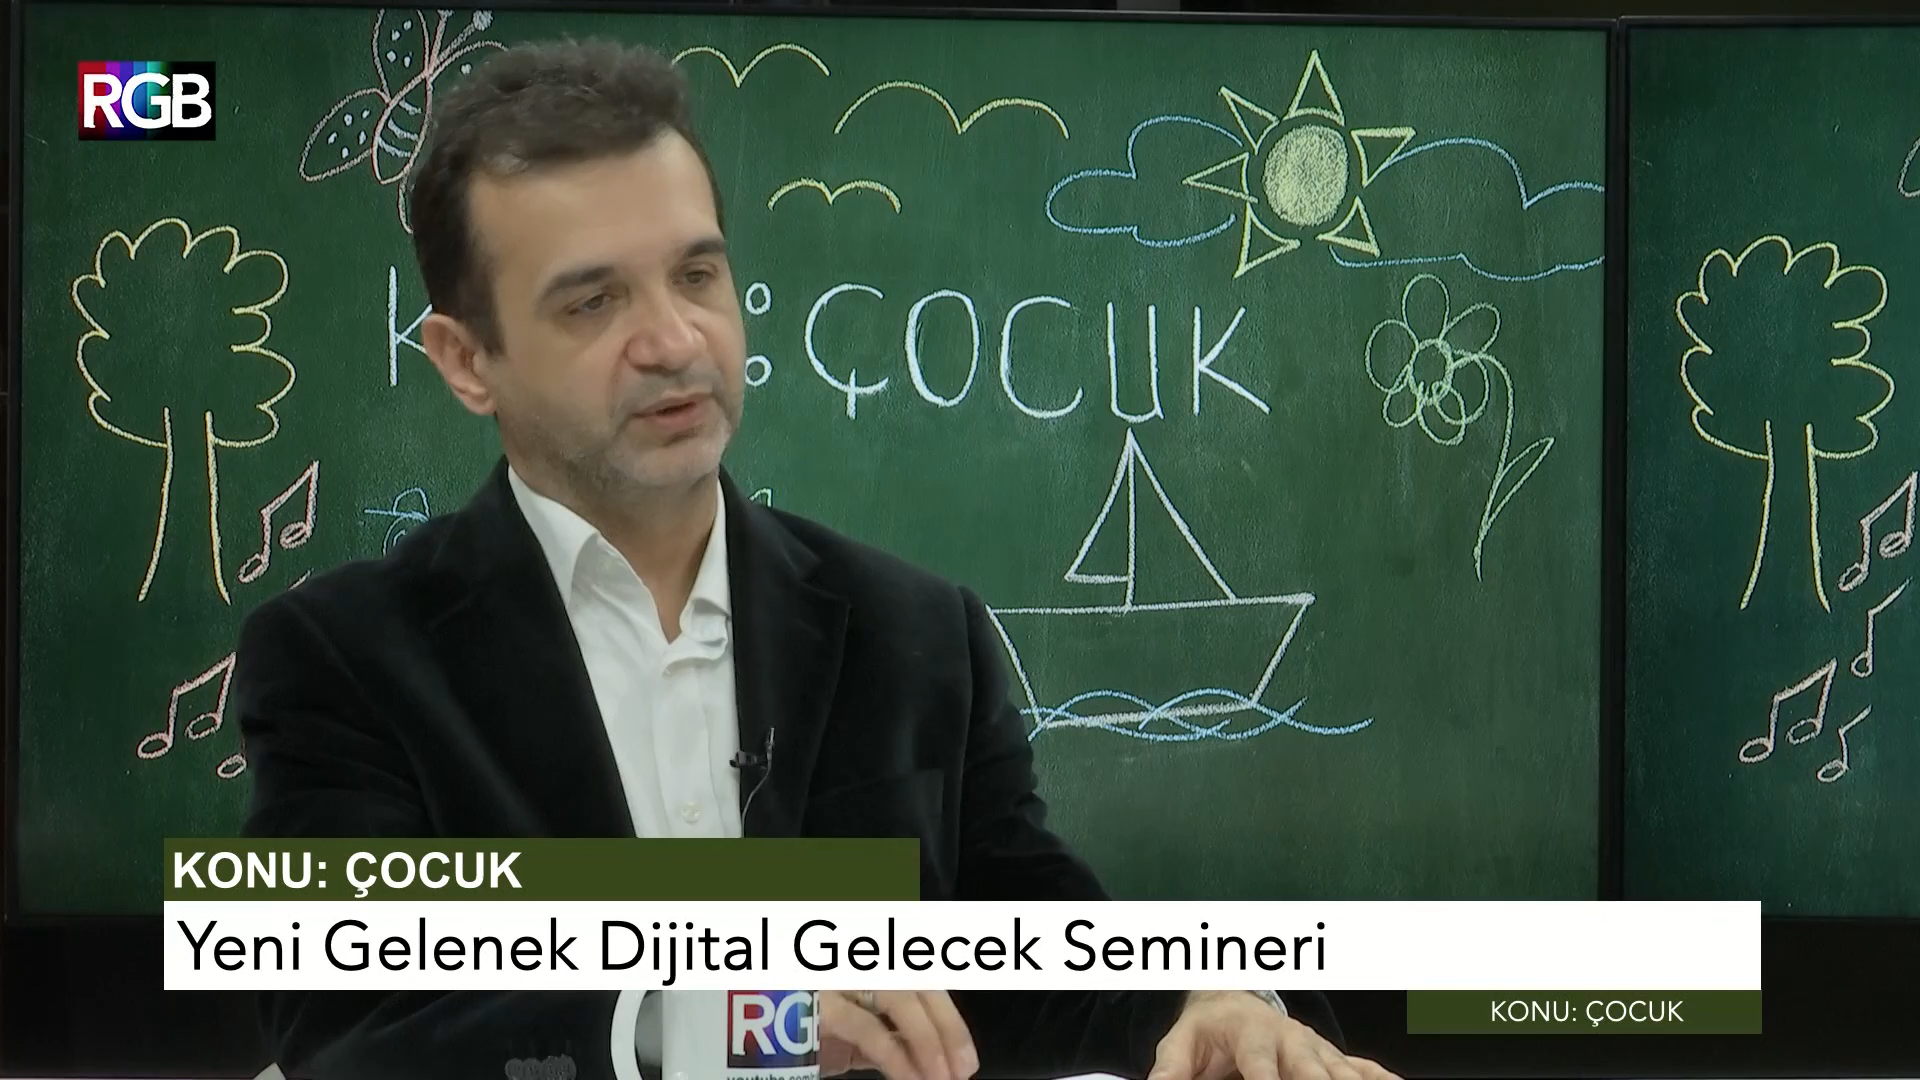 RGB
K : ÇOCUK
KONU: ÇOCUK
Yeni Gelenek Dijital Gelecek Semineri
KONU: ÇOCUK
RGB